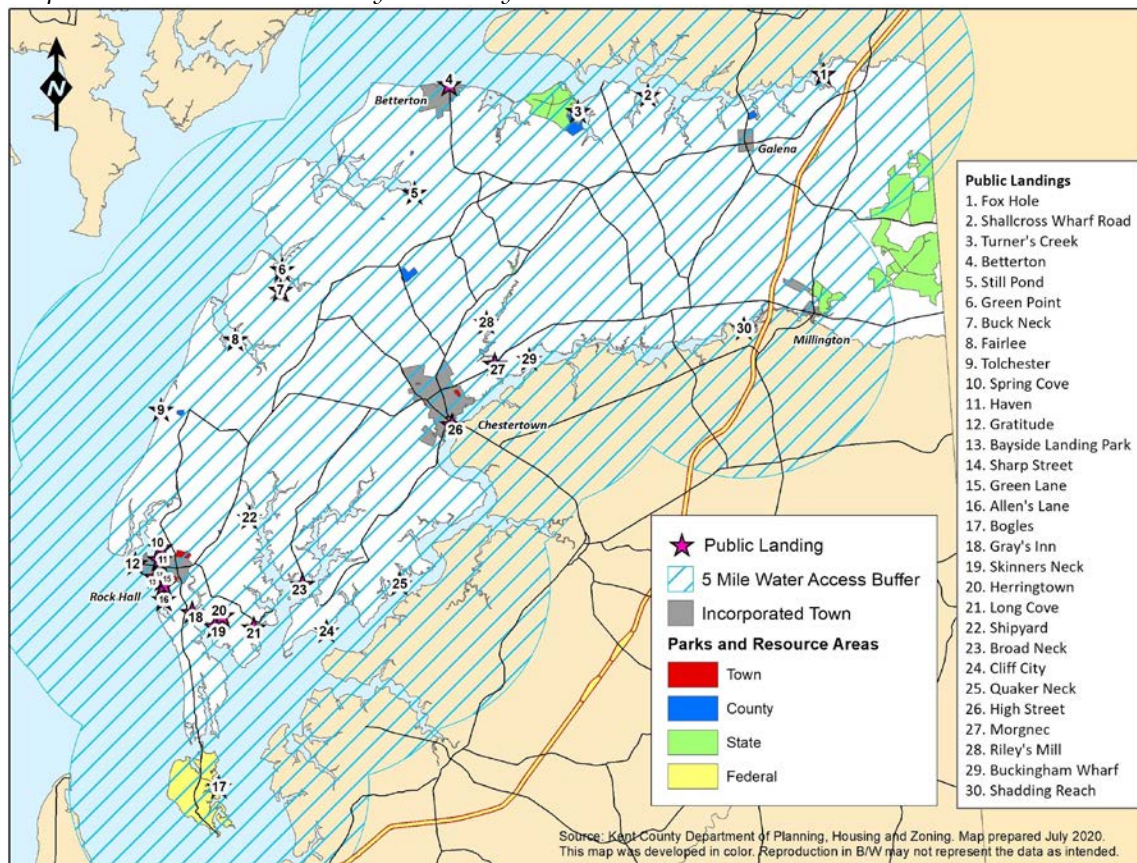 N
4
Betterton
1
2
3
Galena
5
6
7
8
28
30
Millington
27
29
9
26
Chestertown
22
10
11
12
13
15
16
Rock Hall
18
20
19
21
23
25
24
17
Public Landings
1. Fox Hole
2. Shallcross Wharf Road
3. Turner's Creek
4. Betterton
5. Still Pond
6. Green Point
7. Buck Neck
8. Fairlee
9. Tolchester
10. Spring Cove
11. Haven
12. Gratitude
13. Bayside Landing Park
14. Sharp Street
15. Green Lane
16. Allen's Lane
17. Bogles
18. Gray's Inn
19. Skinners Neck
20. Herringtown
21. Long Cove
22. Shipyard
23. Broad Neck
24. Cliff City
25. Quaker Neck
26. High Street
27. Morgnec
28. Riley's Mill
29. Buckingham Wharf
30. Shadding Reach
Public Landing
5 Mile Water Access Buffer
Incorporated Town
Parks and Resource Areas
Town
County
State
Federal
Source: Kent County Department of Planning, Housing and Zoning. Map prepared July 2020.
This map was developed in color. Reproduction in B/W may not represent the data as intended.